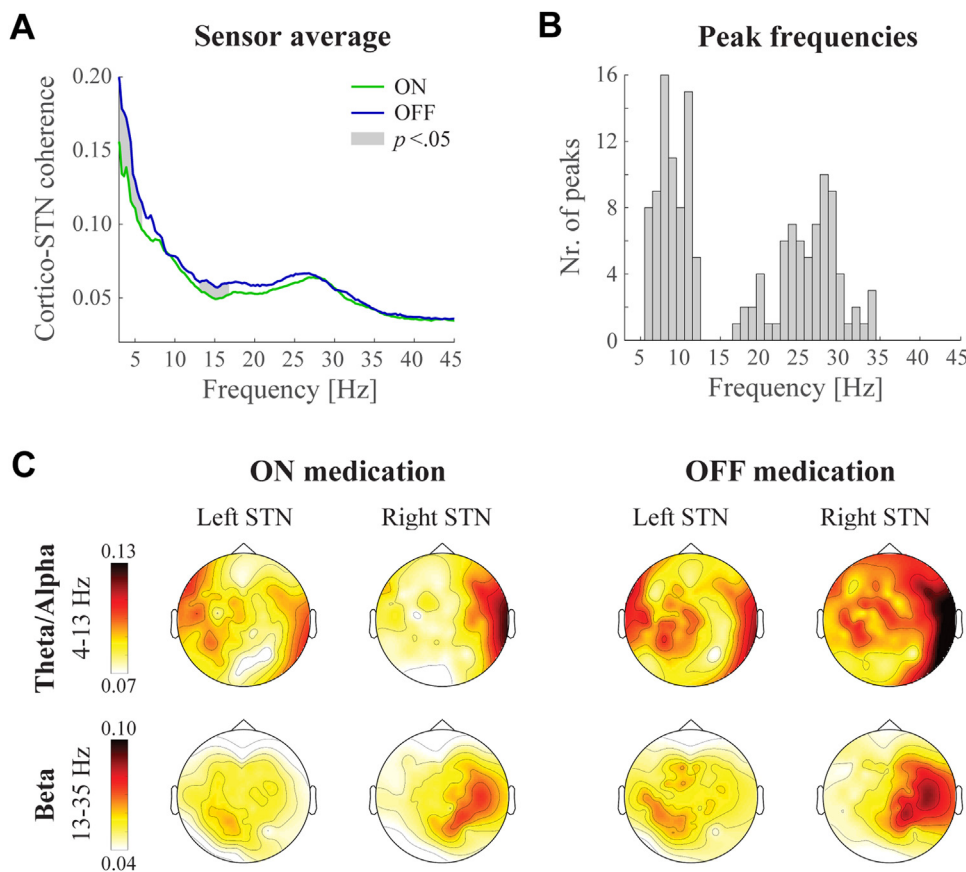 A
Sensor average
0.20
0.15
0.10
0.05
Cortico-STN coherence
ON
OFF
p <.05
5 10 15 20 25 30 35 40 45
Frequency [Hz]
B
Peak frequencies
16
12
8
4
0
Nr. of peaks
5 10 15 20 25 30 35 40 45
Frequency [Hz]
C
ON medication
OFF medication
Left STN
Right STN
Left STN
Right STN
Theta/Alpha
4–13 Hz
0.13
0.07
Beta
13–35 Hz
0.10
0.04